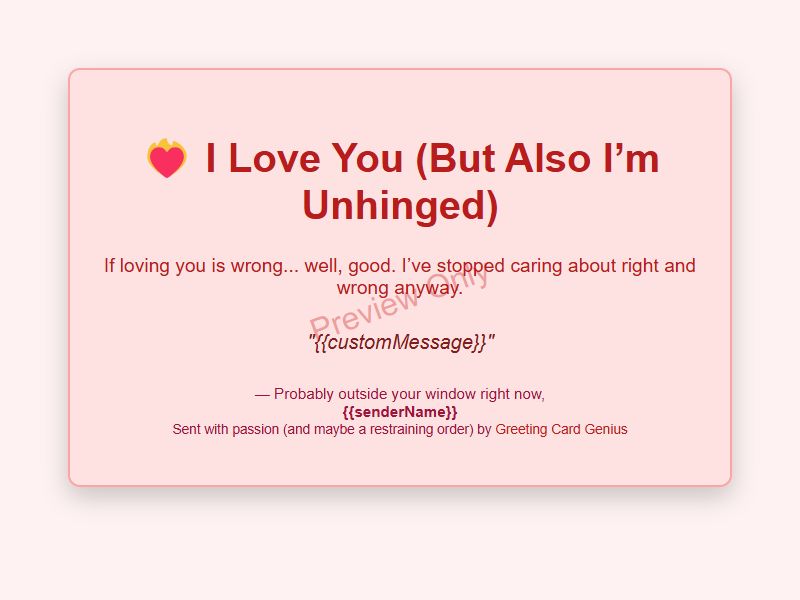 ❤️‍🔥 I Love You (But Also I’m
Unhinged)
If loving you is wrong... well, good. I’ve stopped caring about right and
wrong anyway.
Preview Only
"{{customMessage}}"
— Probably outside your window right now,
{{senderName}}
Sent with passion (and maybe a restraining order) by Greeting Card Genius